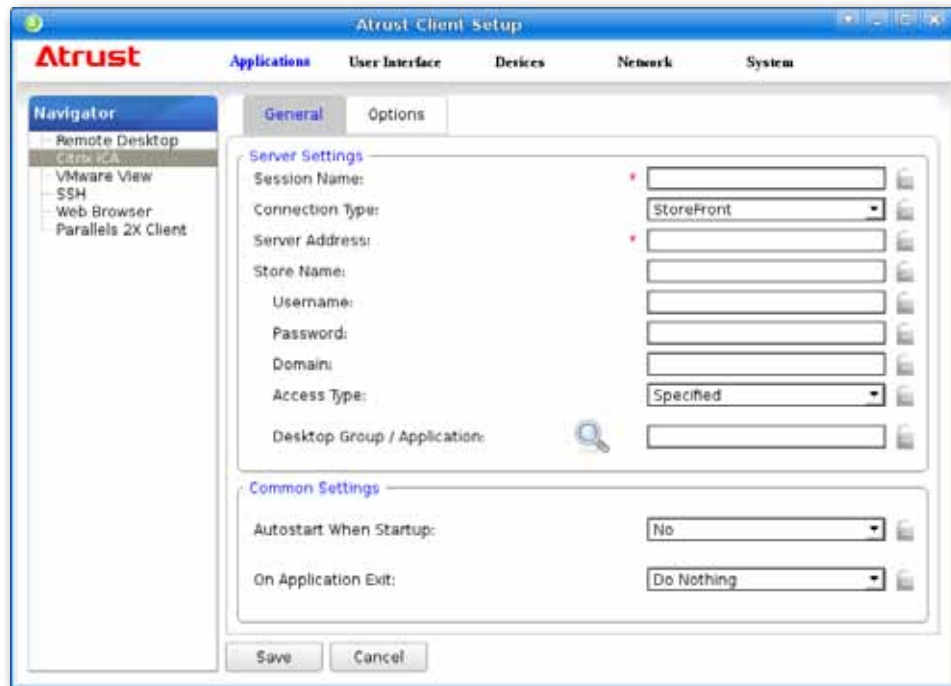 Atrust Client Setup
Atrust
Applications User Interface Devices Network System
Navigator
Remote Desktop
Citrix ICA
VMware View
SSH
Web Browser
Parallels 2X Client
General Options
Server Settings
Session Name: *
Connection Type: StoreFront
Server Address: *
Store Name:
Username:
Password:
Domain:
Access Type: Specified
Desktop Group / Application:
Common Settings
Autostart When Startup: No
On Application Exit: Do Nothing
Save Cancel